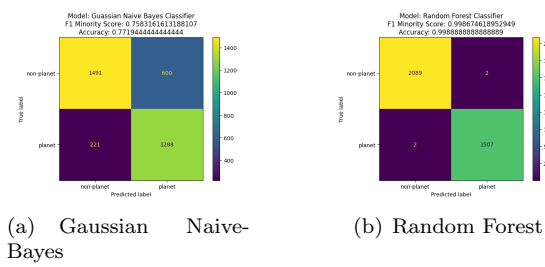 Model: Guassian Naive Bayes Classifier
F1 Minority Score: 0.7583161613188107
Accuracy: 0.7719444444444444
non-planet
planet
True label
1491
600
221
1288
non-planet
planet
Predicted label
1400
1200
1000
800
600
400
(a) Gaussian Naive-
Bayes
Model: Random Forest Classifier
F1 Minority Score: 0.998674618952949
Accuracy: 0.9988888888888889
non-planet
planet
True label
2089
2
2
1507
non-planet
planet
Predicted label
(b) Random Forest